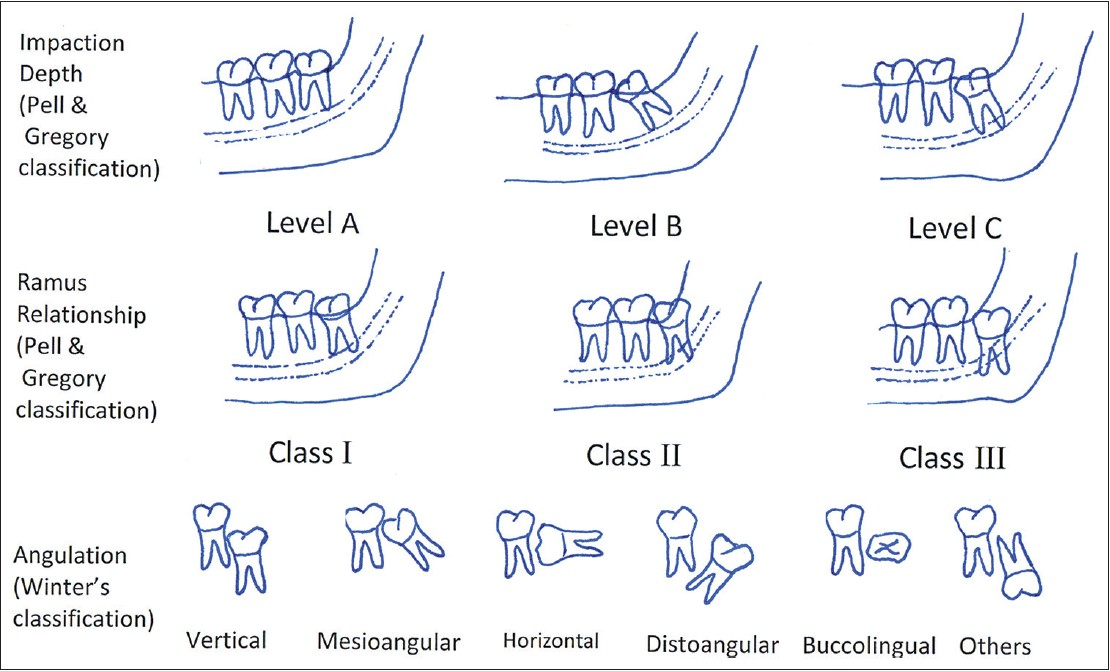 Impaction
Depth
(Pell &
Gregory
classification)
Level A
Level B
Level C
Ramus
Relationship
(Pell &
Gregory
classification)
Class I
Class II
Class III
Angulation
(Winter's
classification)
Vertical
Mesioangular
Horizontal
Distoangular
Buccolingual
Others